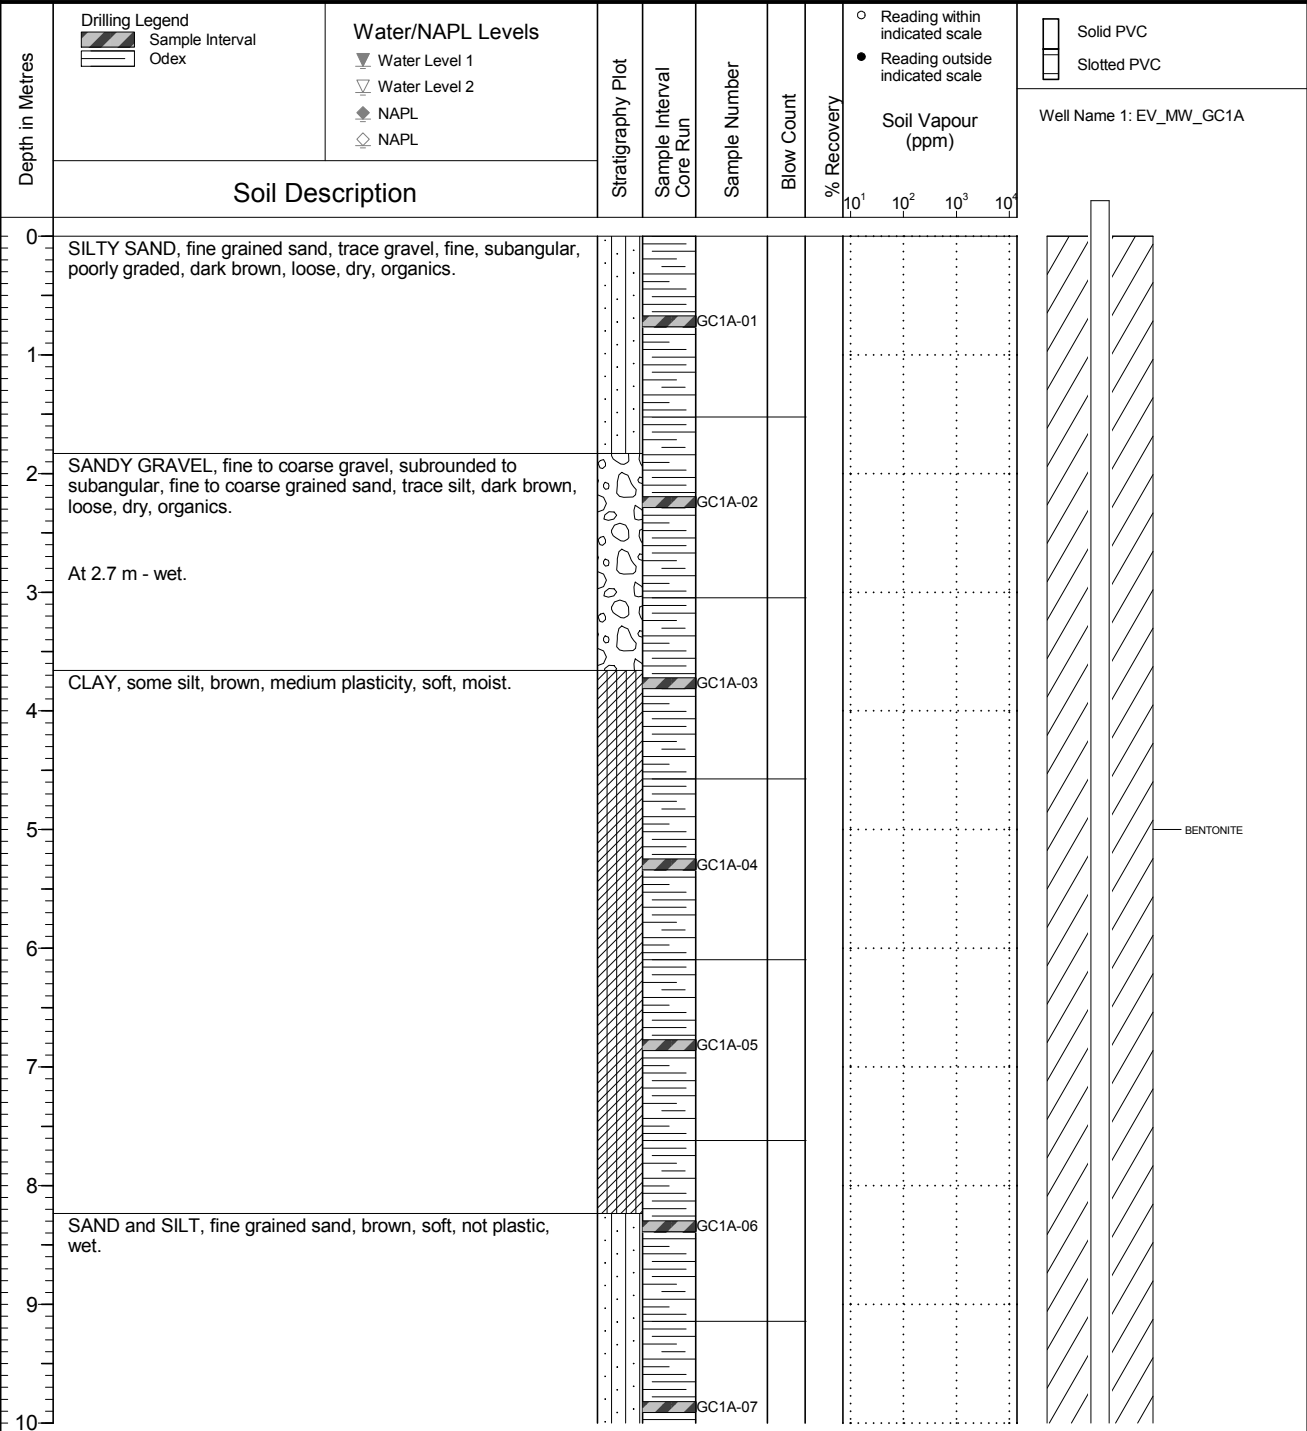 Depth in Metres
Drilling Legend
Sample Interval
Odex
Water/NAPL Levels
Water Level 1
Water Level 2
NAPL
NAPL
Soil Description
Stratigraphy Plot
Sample Interval
Core Run
Sample Number
Blow Count
% Recovery
Reading within
indicated scale
Reading outside
indicated scale
Soil Vapour
(ppm)
10¹ 10² 10³ 10⁴
Solid PVC
Slotted PVC
Well Name 1: EV_MW_GC1A
0
SILTY SAND, fine grained sand, trace gravel, fine, subangular,
poorly graded, dark brown, loose, dry, organics.
GC1A-01
1
SANDY GRAVEL, fine to coarse gravel, subrounded to
2
subangular, fine to coarse grained sand, trace silt, dark brown,
loose, dry, organics.
GC1A-02
At 2.7 m - wet.
3
CLAY, some silt, brown, medium plasticity, soft, moist.
GC1A-03
4
5
BENTONITE
GC1A-04
6
GC1A-05
7
8
SAND and SILT, fine grained sand, brown, soft, not plastic,
wet.
GC1A-06
9
GC1A-07
10